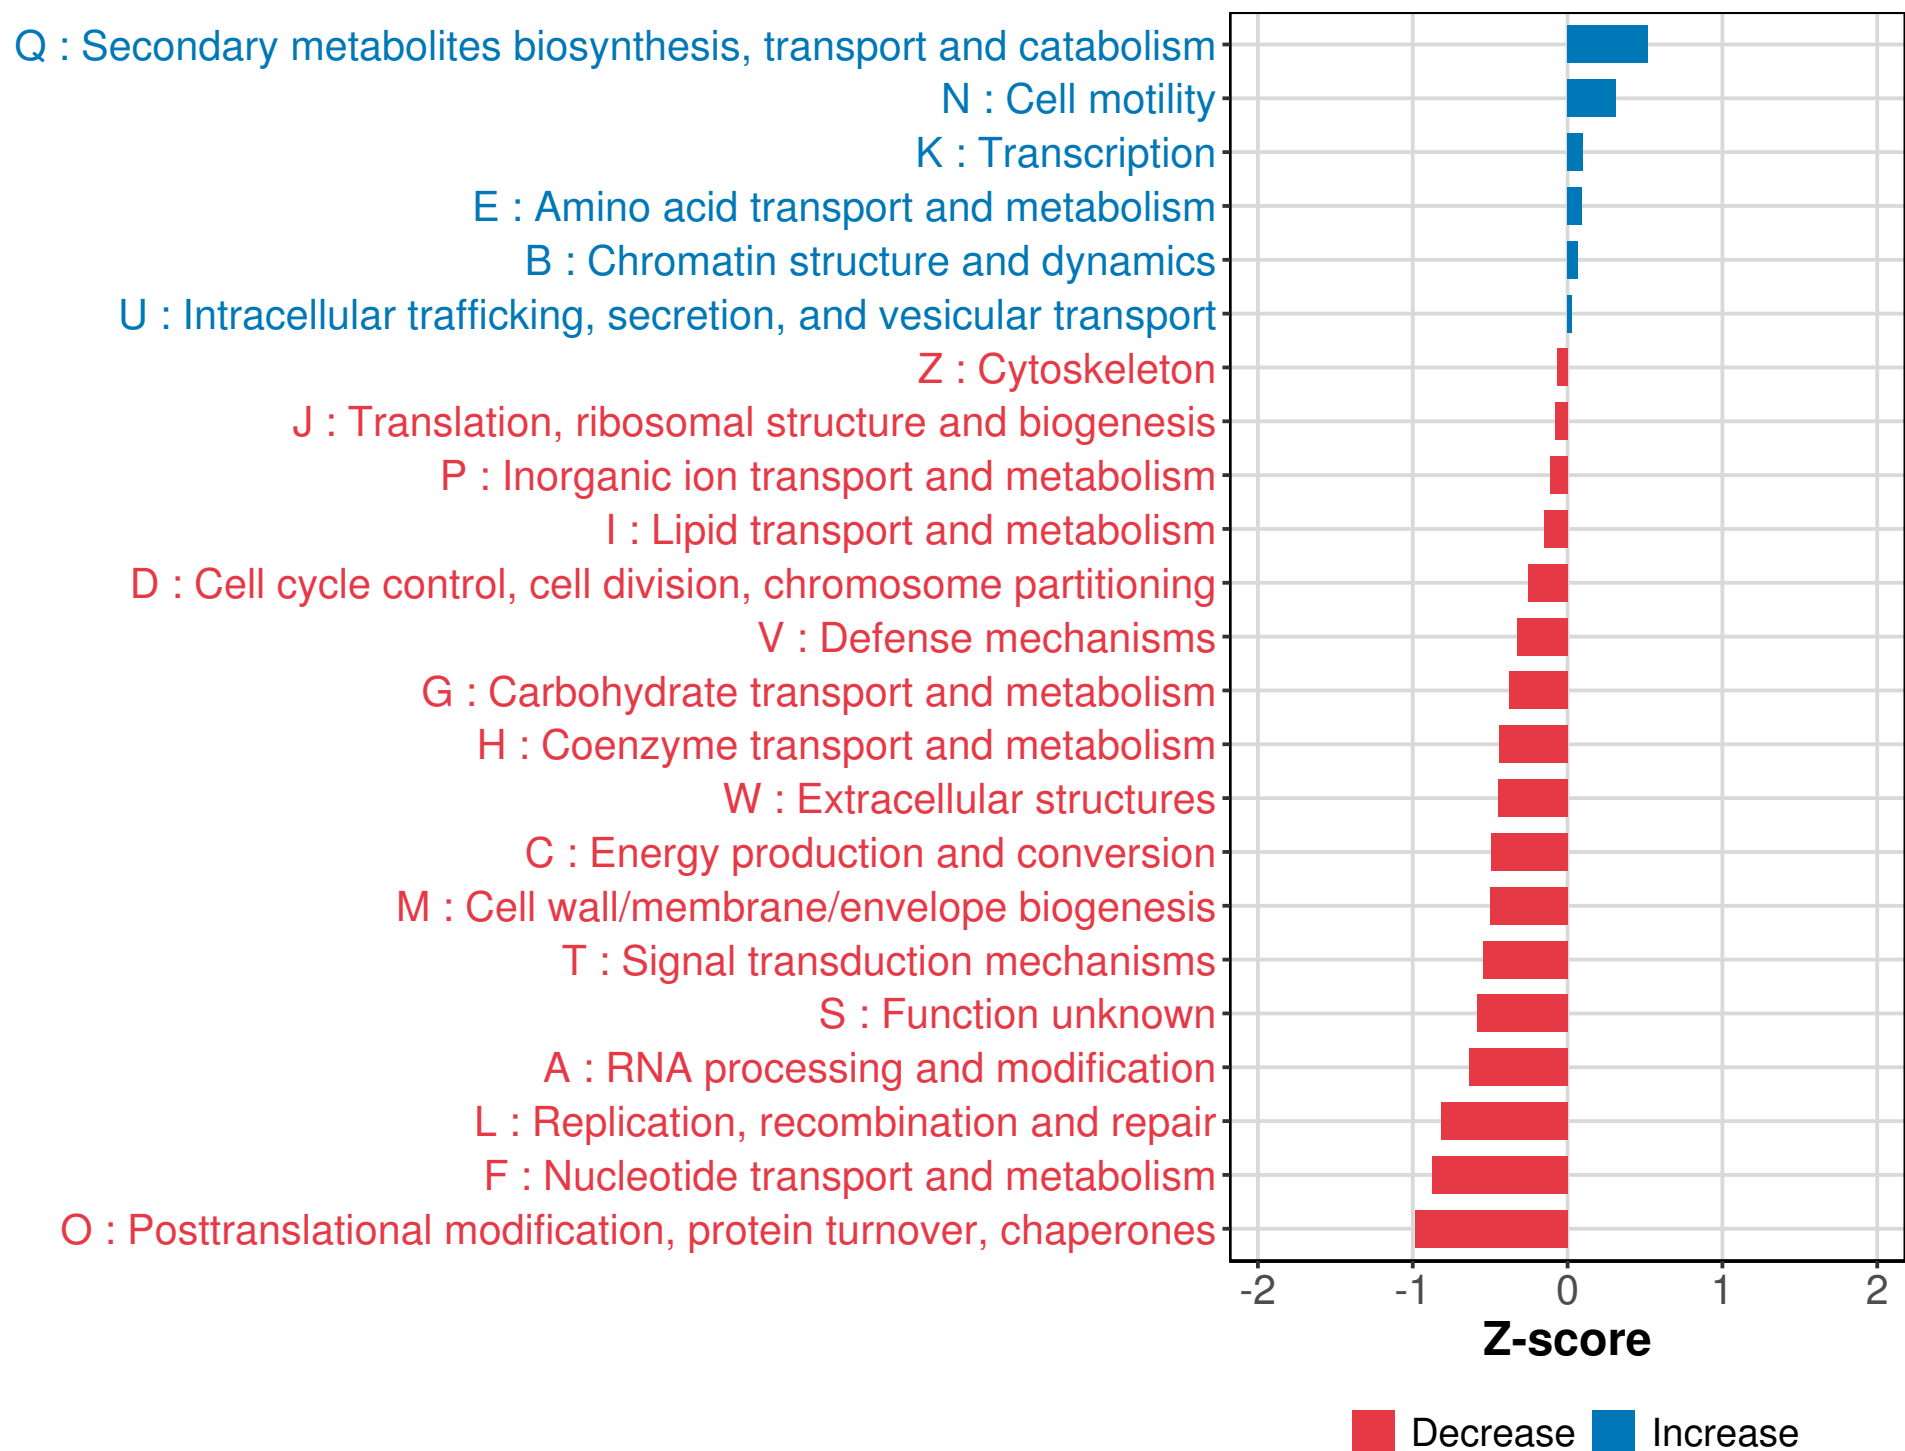 Q : Secondary metabolites biosynthesis, transport and catabolism
N : Cell motility
K : Transcription
E : Amino acid transport and metabolism
B : Chromatin structure and dynamics
U : Intracellular trafficking, secretion, and vesicular transport
Z : Cytoskeleton
J : Translation, ribosomal structure and biogenesis
P : Inorganic ion transport and metabolism
I : Lipid transport and metabolism
D : Cell cycle control, cell division, chromosome partitioning
V : Defense mechanisms
G : Carbohydrate transport and metabolism
H : Coenzyme transport and metabolism
W : Extracellular structures
C : Energy production and conversion
M : Cell wall/membrane/envelope biogenesis
T : Signal transduction mechanisms
S : Function unknown
A : RNA processing and modification
L : Replication, recombination and repair
F : Nucleotide transport and metabolism
O : Posttranslational modification, protein turnover, chaperones
-2 -1 0 1 2
Z-score
Decrease Increase